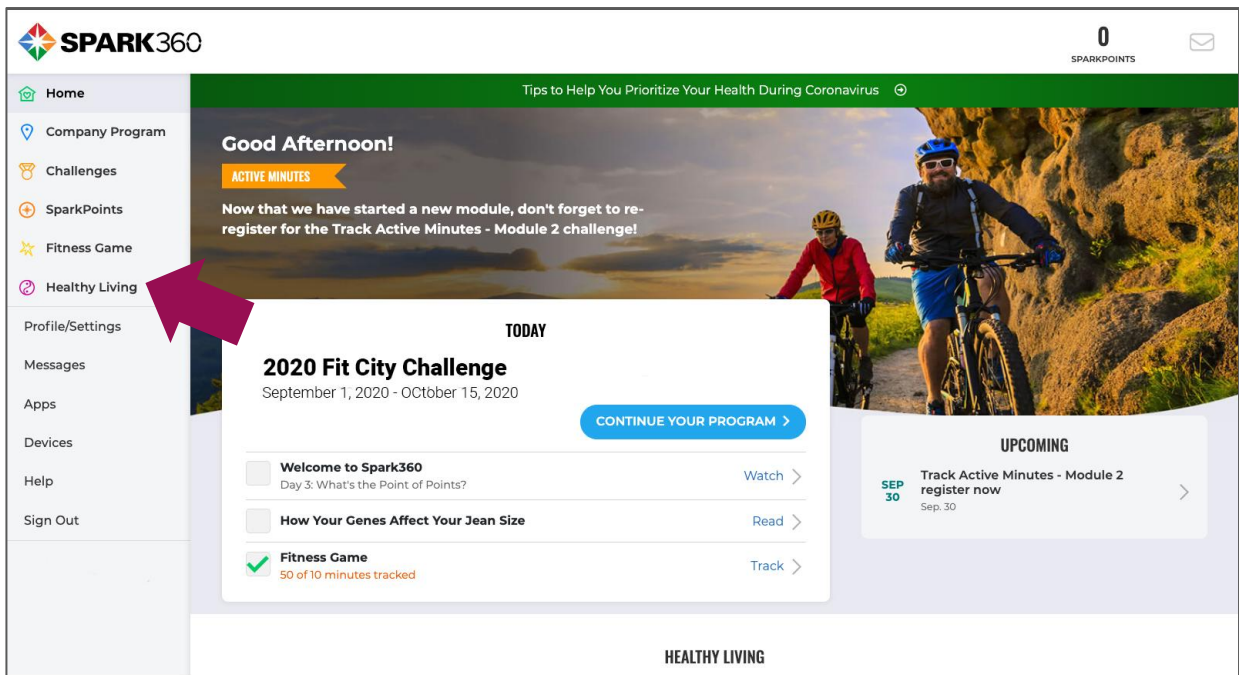 SPARK360
0
SPARKPOINTS
Home
Company Program
Challenges
SparkPoints
Fitness Game
Healthy Living
Profile/Settings
Messages
Apps
Devices
Help
Sign Out
Tips to Help You Prioritize Your Health During Coronavirus
Good Afternoon!
ACTIVE MINUTES
Now that we have started a new module, don't forget to re-
register for the Track Active Minutes - Module 2 challenge!
TODAY
2020 Fit City Challenge
September 1, 2020 - OCtober 15, 2020
CONTINUE YOUR PROGRAM >
Welcome to Spark360
Day 3: What's the Point of Points?
Watch
How Your Genes Affect Your Jean Size
Read
Fitness Game
50 of 10 minutes tracked
Track
UPCOMING
SEP
30
Track Active Minutes - Module 2
register now
Sep. 30
HEALTHY LIVING